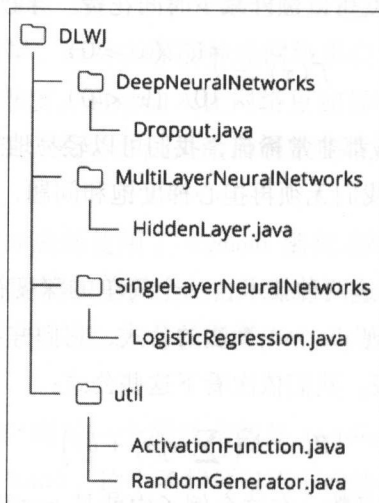 DLWJ
DeepNeuralNetworks
Dropout.java
MultiLayerNeuralNetworks
HiddenLayer.java
SingleLayerNeuralNetworks
LogisticRegression.java
util
ActivationFunction.java
RandomGenerator.java